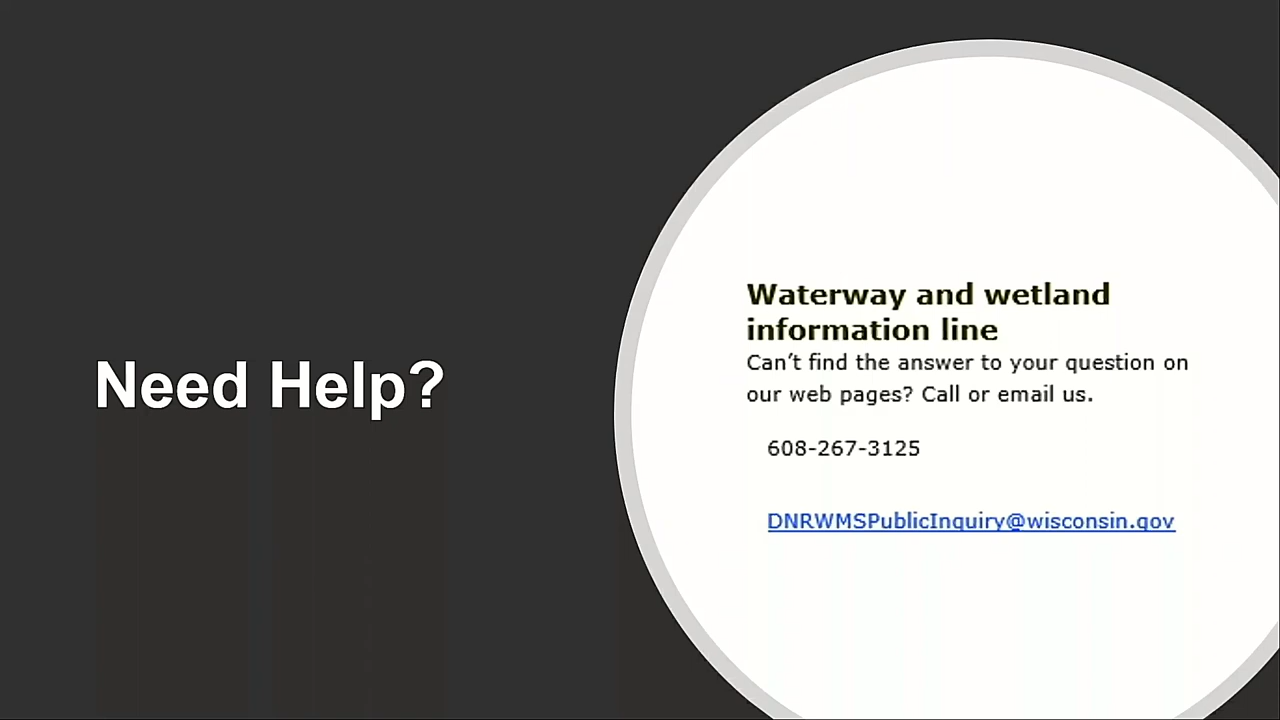 Need Help?
Waterway and wetland
information line
Can’t find the answer to your question on
our web pages? Call or email us.
608-267-3125
DNRWMSPublicInquiry@wisconsin.gov